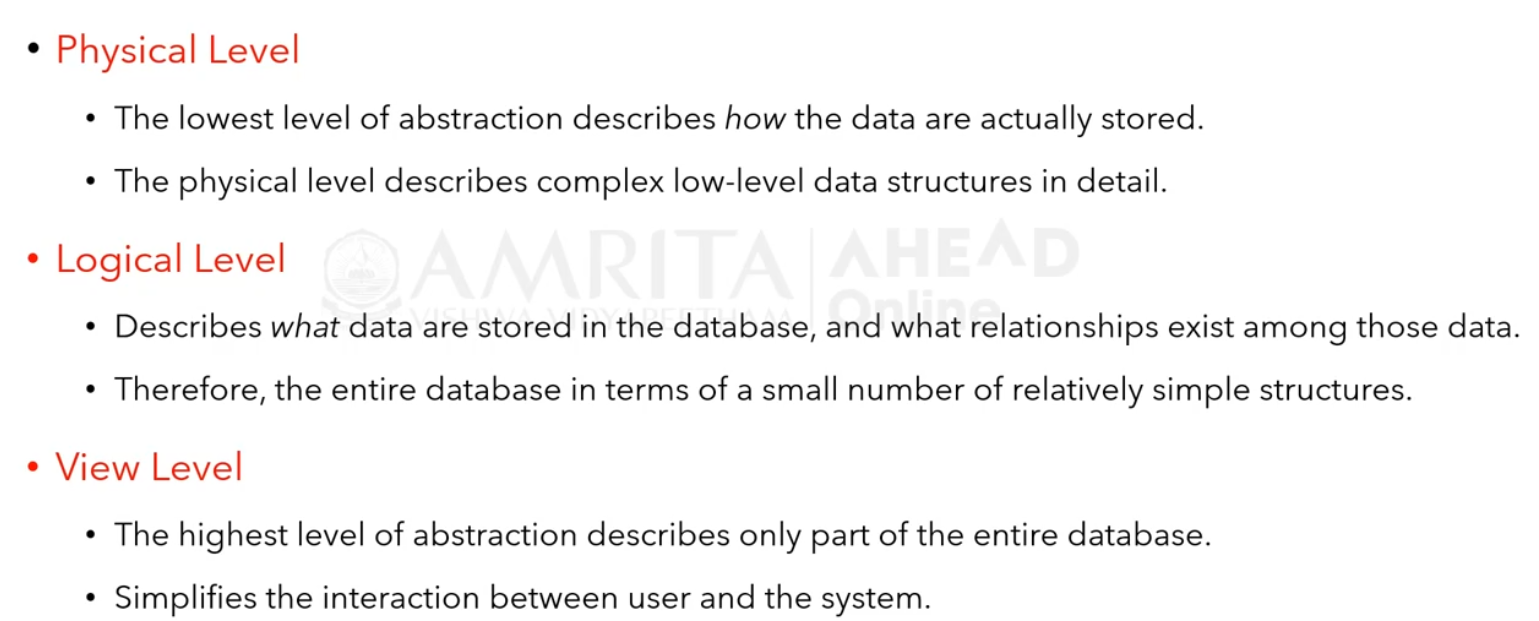 • Physical Level
• The lowest level of abstraction describes how the data are actually stored.
• The physical level describes complex low-level data structures in detail.
• Logical Level
AMRITA AHEAD
VISHWA VIDYAPEETHAM Online
• Describes what data are stored in the database, and what relationships exist among those data.
• Therefore, the entire database in terms of a small number of relatively simple structures.
• View Level
• The highest level of abstraction describes only part of the entire database.
• Simplifies the interaction between user and the system.